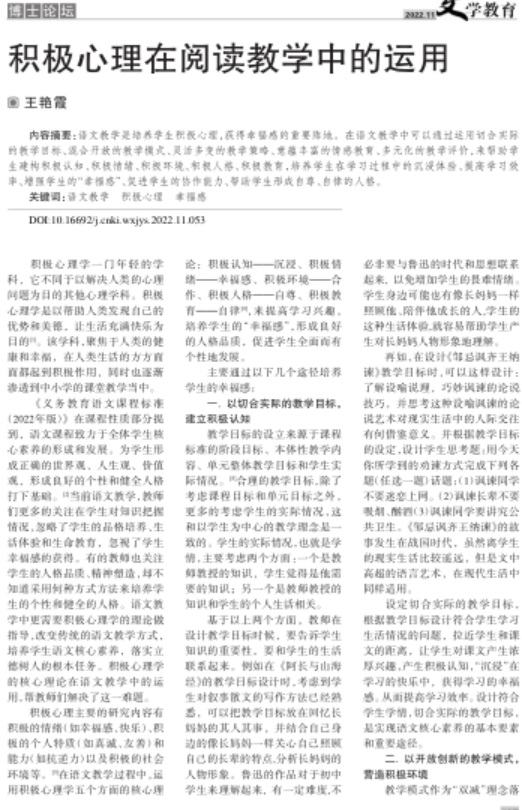 博士论坛
2022.11
文学教育
积极心理在阅读教学中的运用
王艳霞
内容摘要：语文教学是培养学生积极心理，获得幸福感的重要阵地。在语文教学中可以通过运用切合实际
的教学目标、混合开放的教学模式、灵活多变的教学策略、意蕴丰富的情感教育、多元化的教学评价，来帮助学
生建构积极认知、积极情绪、积极环境、积极人格、积极教育，培养学生在学习过程中的沉浸体验、提高学习效
率、增强学生的“幸福感”、促进学生的协作能力、帮助学生形成自尊、自律的人格。
关键词：语文教学 积极心理 幸福感
DOI:10.16692/j.cnki.wxjys.2022.11.053
积极心理学一门年轻的学
科，它不同于以解决人类的心理
问题为目的其他心理学科。积极
心理学是以帮助人类发现自己的
优势和美德，让生活充满快乐为
目的[1]。该学科，聚焦于人类的健
康和幸福，在人类生活的方方面
面都起到积极作用，同时也逐渐
渗透到中小学的课堂教学当中。
《义务教育语文课程标准
(2022年版)》在课程性质部分提
到，语文课程致力于全体学生核
心素养的形成和发展。为学生形
成正确的世界观、人生观、价值
观，形成良好的个性和健全人格
打下基础。[2]当前语文教学，教师
们更多的关注在学生对知识把握
情况，忽略了学生的品格培养、生
活体验和生命教育，忽视了学生
幸福感的获得。有的教师也关注
学生的人格品质、精神塑造，却不
知道采用何种方式方法来培养学
生的个性和健全的人格。语文教
学中更需要积极心理学的理论做
指导，改变传统的语文教学方式，
培养学生语文核心素养，落实立
德树人的根本任务。积极心理学
的核心理论在语文教学中的运
用，帮教师们解决了这一难题。
积极心理主要的研究内容有
积极的情绪(如幸福感、快乐)、积
极的个人特质(如真诚、友善)和
能力(如抗逆力)以及积极的社会
环境等。[3]在语文教学过程中，运
用积极心理学五个方面的核心理
论：积极认知——沉浸、积极情
绪——幸福感、积极环境——合
作、积极人格——自尊、积极教
育——自律[4]，来提高学习兴趣，
培养学生的“幸福感”，形成良好
的人格品质，促进学生全面而有
个性地发展。
主要通过以下几个途径培养
学生的幸福感：
一．以切合实际的教学目标，
建立积极认知
教学目标的设立来源于课程
标准的阶段目标、本体性教学内
容、单元整体教学目标和学生实
际情况。[5]合理的教学目标，除了
考虑课程目标和单元目标之外，
更多的考虑学生的实际情况，这
和以学生为中心的教学理念是一
致的。学生的实际情况，也就是学
情，主要考虑两个方面：一个是教
师教授的知识，学生觉得是他需
要的知识；另一个是教师教授的
知识和学生的个人生活相关。
基于以上两个方面，教师在
设计教学目标时候，要告诉学生
知识的重要性，要和学生的生活
联系起来。例如在《阿长与山海
经》的教学目标设计时，考虑到学
生对叙事散文的写作方法已经熟
悉，可以把教学目标放在回忆长
妈妈的其人其事，并结合自己身
边的像长妈妈一样关心自己照顾
自己的长辈的特点，分析长妈妈的
人物形象。鲁迅的作品对于初中
学生来理解起来，有一定难度，不
必非要与鲁迅的时代和思想联系
起来，以免增加学生的畏难情绪。
学生身边可能也有像长妈妈一样
照顾他、陪伴他成长的人，学生的
这种生活体验，就容易帮助学生产
生对长妈妈人物形象地理解。
再如，在设计《邹忌讽齐王纳
谏》教学目标时，可以这样设计：
了解设喻说理，巧妙讽谏的论说
技巧，并思考这种设喻讽谏的论
说艺术对现实生活中的人际交往
有何借鉴意义。并根据教学目标
的设定，设计学生思考题：用今天
你所学到的劝谏方式完成下列各
题(任选一题)话题：(1)讽谏同学
不要迷恋上网。(2)讽谏长辈不要
吸烟、酗酒(3)讽谏同学要讲究公
共卫生。《邹忌讽齐王纳谏》的故
事发生在战国时代，虽然离学生
的现实生活比较遥远，但是文中
高超的语言艺术，在现代生活中
同样适用。
设定切合实际的教学目标，
根据教学目标设计符合学生学习
生活情况的问题，拉近学生和课
文的距离，让学生对课文产生浓
厚兴趣，产生积极认知，“沉浸”在
学习的快乐中，获得学习的幸福
感。从而提高学习效率。设计符合
学生学情，切合实际的教学目标，
是实现语文核心素养的基本要素
和重要途径。
二．以开放创新的教学模式，
营造积极环境
教学模式作为“双减”理念落